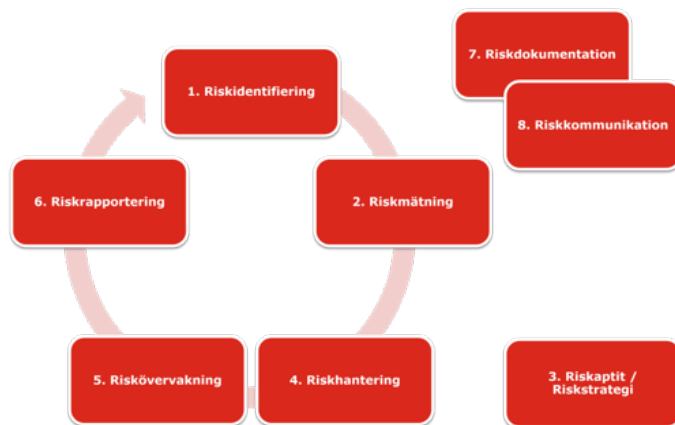 1. Riskidentifiering
7. Riskdokumentation
8. Riskkommunikation
6. Riskrapportering
2. Riskmätning
5. Riskövervakning
4. Riskhantering
3. Riskaptit /
Riskstrategi